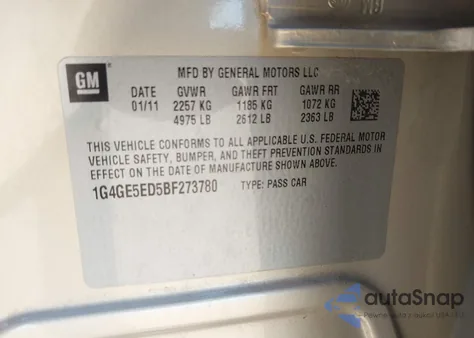 GM
MFD BY GENERAL MOTORS LLC
DATE GVWR GAWR FRT GAWR RR
01/11 2257 KG 1185 KG 1072 KG
4975 LB 2612 LB 2363 LB
THIS VEHICLE CONFORMS TO ALL APPLICABLE U.S. FEDERAL MOTOR
VEHICLE SAFETY, BUMPER, AND THEFT PREVENTION STANDARDS IN
EFFECT ON THE DATE OF MANUFACTURE SHOWN ABOVE.
1G4GE5ED5BF273780 TYPE: PASS CAR
autoSnap